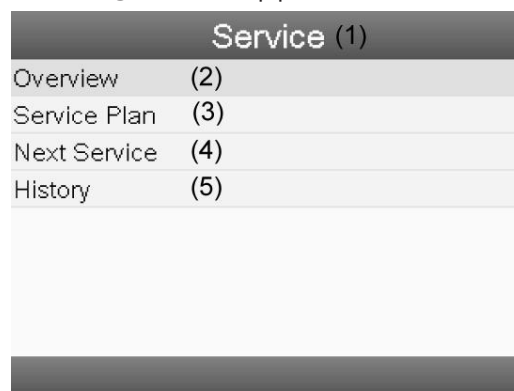 Service (1)
Overview (2)
Service Plan (3)
Next Service (4)
History (5)